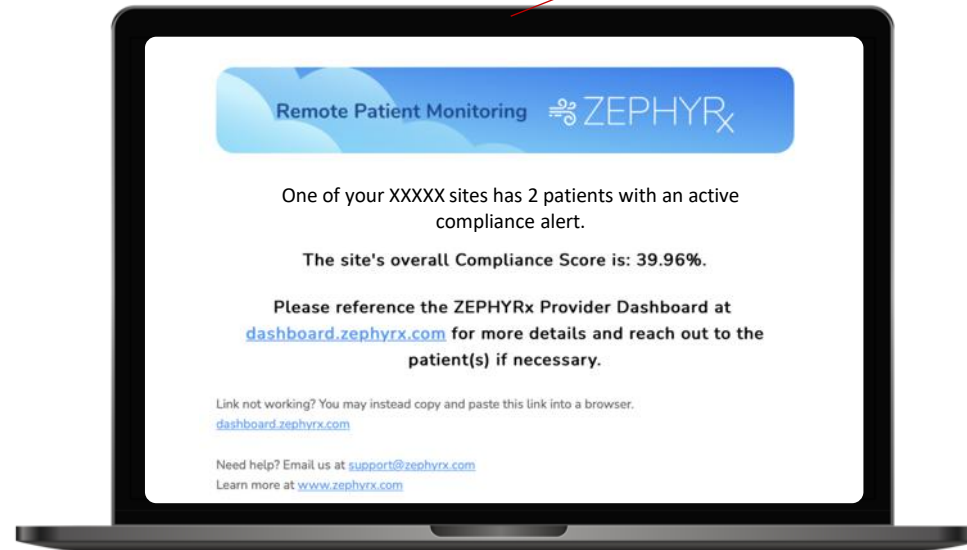 Remote Patient Monitoring ZEPHYRx
One of your XXXXX sites has 2 patients with an active
compliance alert.
The site's overall Compliance Score is: 39.96%.
Please reference the ZEPHYRx Provider Dashboard at
dashboard.zephyrx.com for more details and reach out to the
patient(s) if necessary.
Link not working? You may instead copy and paste this link into a browser.
dashboard.zephyrx.com
Need help? Email us at support@zephyrx.com
Learn more at www.zephyrx.com